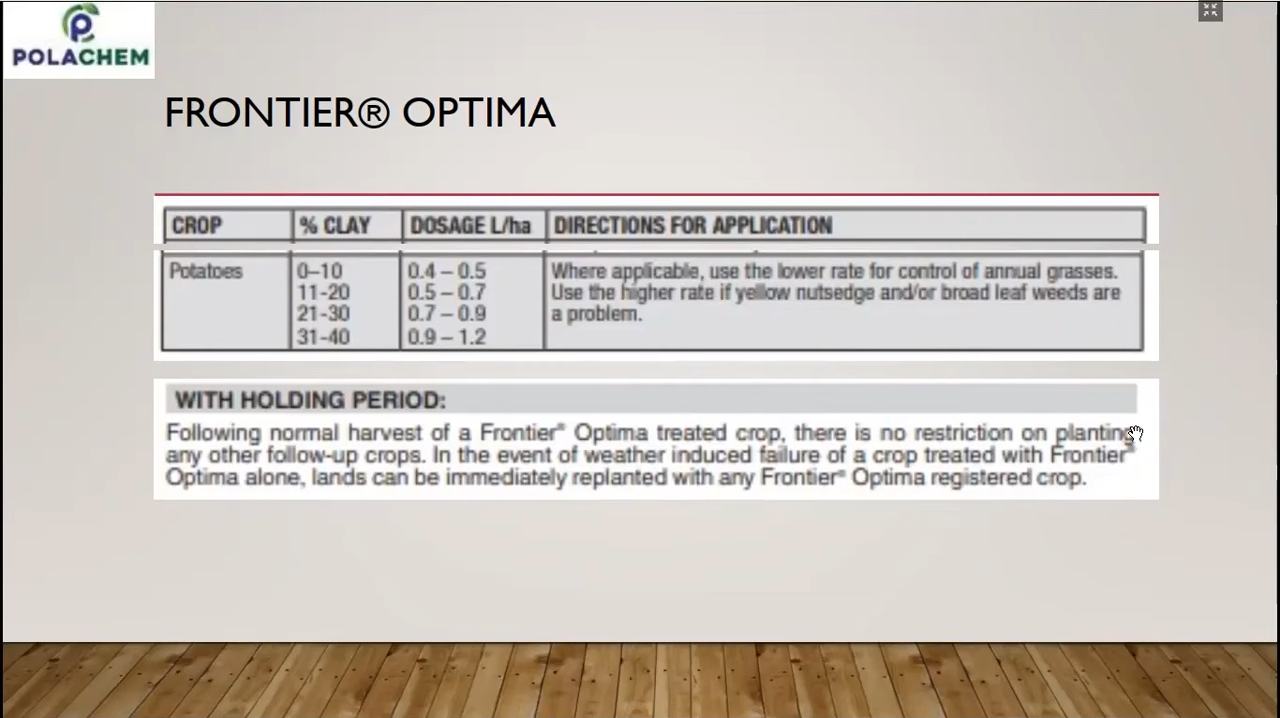 POLACHEM
FRONTIER® OPTIMA
CROP % CLAY DOSAGE L/ha DIRECTIONS FOR APPLICATION
Potatoes 0–10 0.4 – 0.5 Where applicable, use the lower rate for control of annual grasses.
11-20 0.5 – 0.7 Use the higher rate if yellow nutsedge and/or broad leaf weeds are
21-30 0.7 – 0.9 a problem.
31-40 0.9 – 1.2
WITH HOLDING PERIOD:
Following normal harvest of a Frontier® Optima treated crop, there is no restriction on planting
any other follow-up crops. In the event of weather induced failure of a crop treated with Frontier®
Optima alone, lands can be immediately replanted with any Frontier® Optima registered crop.